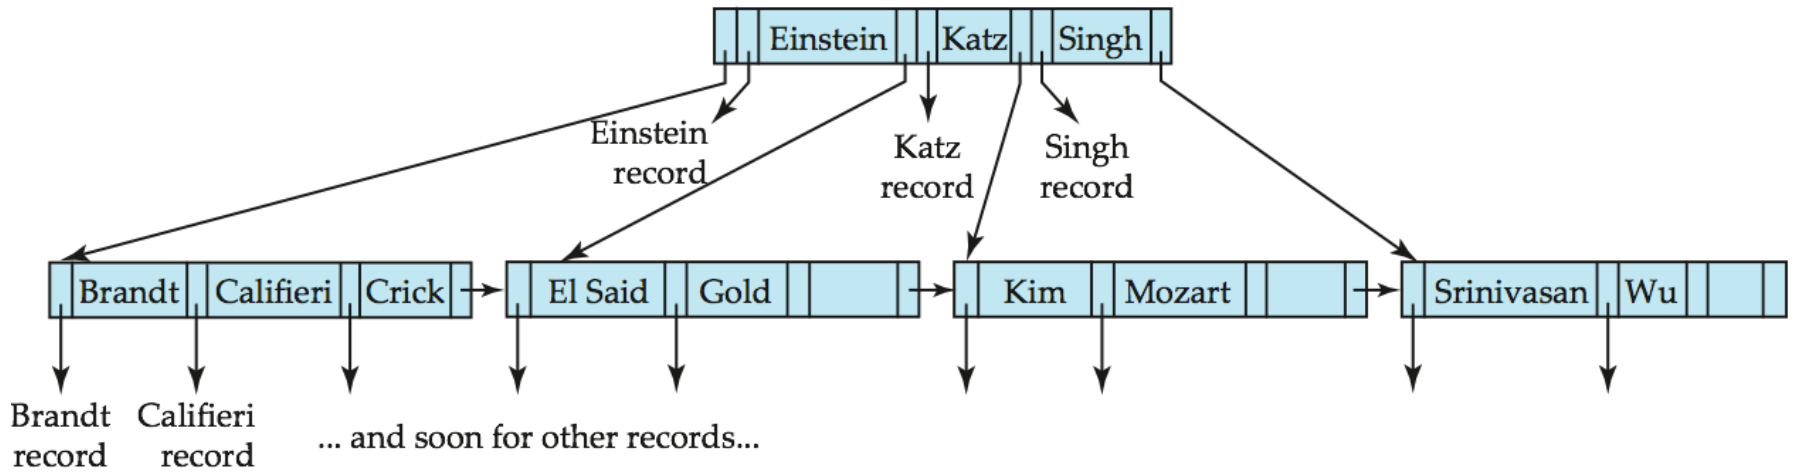 Einstein Katz Singh
Einstein
record
Katz
record
Singh
record
Brandt Califieri Crick El Said Gold Kim Mozart Srinivasan Wu
Brandt
record
Califieri
record
... and soon for other records...